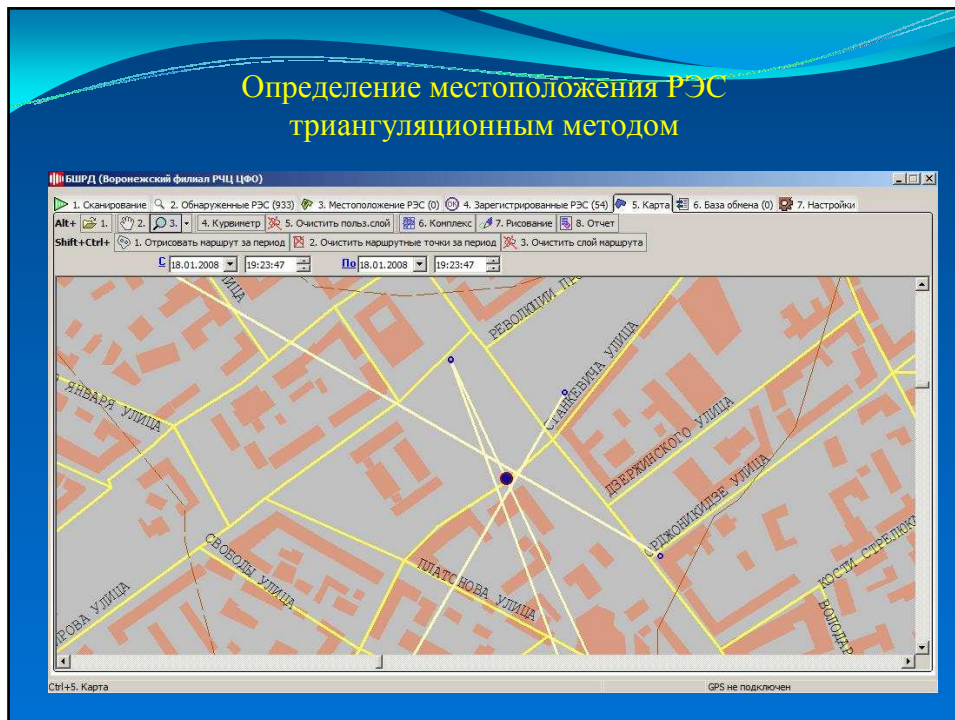 Определение местоположения РЭС
триангуляционным методом
БШРД (Воронежский филиал РЧЦ ЦФО)
1. Сканирование 2. Обнаруженные РЭС (933) 3. Местоположение РЭС (0) 4. Зарегистрированные РЭС (54) 5. Карта 6. База обмена (0) 7. Настройки
Alt+ 1. 2. 3. 4. Курвиметр 5. Очистить польз.слой 6. Комплекс 7. Рисование 8. Отчет
Shift+Ctrl+ 1. Отрисовать маршрут за период 2. Очистить маршрутные точки за период 3. Очистить слой маршрута
С 18.01.2008 19:23:47 По 18.01.2008 19:23:47
УЛИЦА
РЕВОЛЮЦИИ ПР
СТАНКЕВИЧА УЛИЦА
ЯНВАРЯ УЛИЦА
ДЗЕРЖИНСКОГО УЛИЦА
ОРДЖОНИКИДЗЕ УЛИЦА
СВОБОДЫ УЛИЦА
ПЛАТОНОВА УЛИЦА
КОСТИ СТРЕЛЮК
РОВА УЛИЦА
ВОЛОДАР
Ctrl+5. Карта GPS не подключен